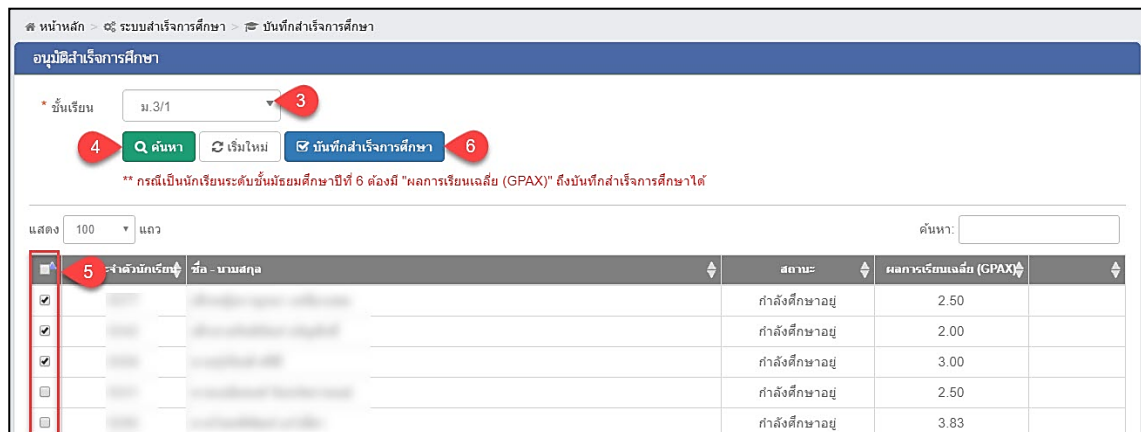 หน้าหลัก > ระบบสำเร็จการศึกษา > บันทึกสำเร็จการศึกษา
อนุมัติสำเร็จการศึกษา
* ชั้นเรียน ม.3/1 3
4 ค้นหา เริ่มใหม่ บันทึกสำเร็จการศึกษา 6
** กรณีเป็นนักเรียนระดับชั้นมัธยมศึกษาปีที่ 6 ต้องมี "ผลการเรียนเฉลี่ย (GPAX)" ถึงบันทึกสำเร็จการศึกษาได้
แสดง 100 แถว ค้นหา:
5 ระจำตัวนักเรียน ชื่อ - นามสกุล สถานะ ผลการเรียนเฉลี่ย (GPAX)
กำลังศึกษาอยู่ 2.50
กำลังศึกษาอยู่ 2.00
กำลังศึกษาอยู่ 3.00
กำลังศึกษาอยู่ 2.50
กำลังศึกษาอยู่ 3.83